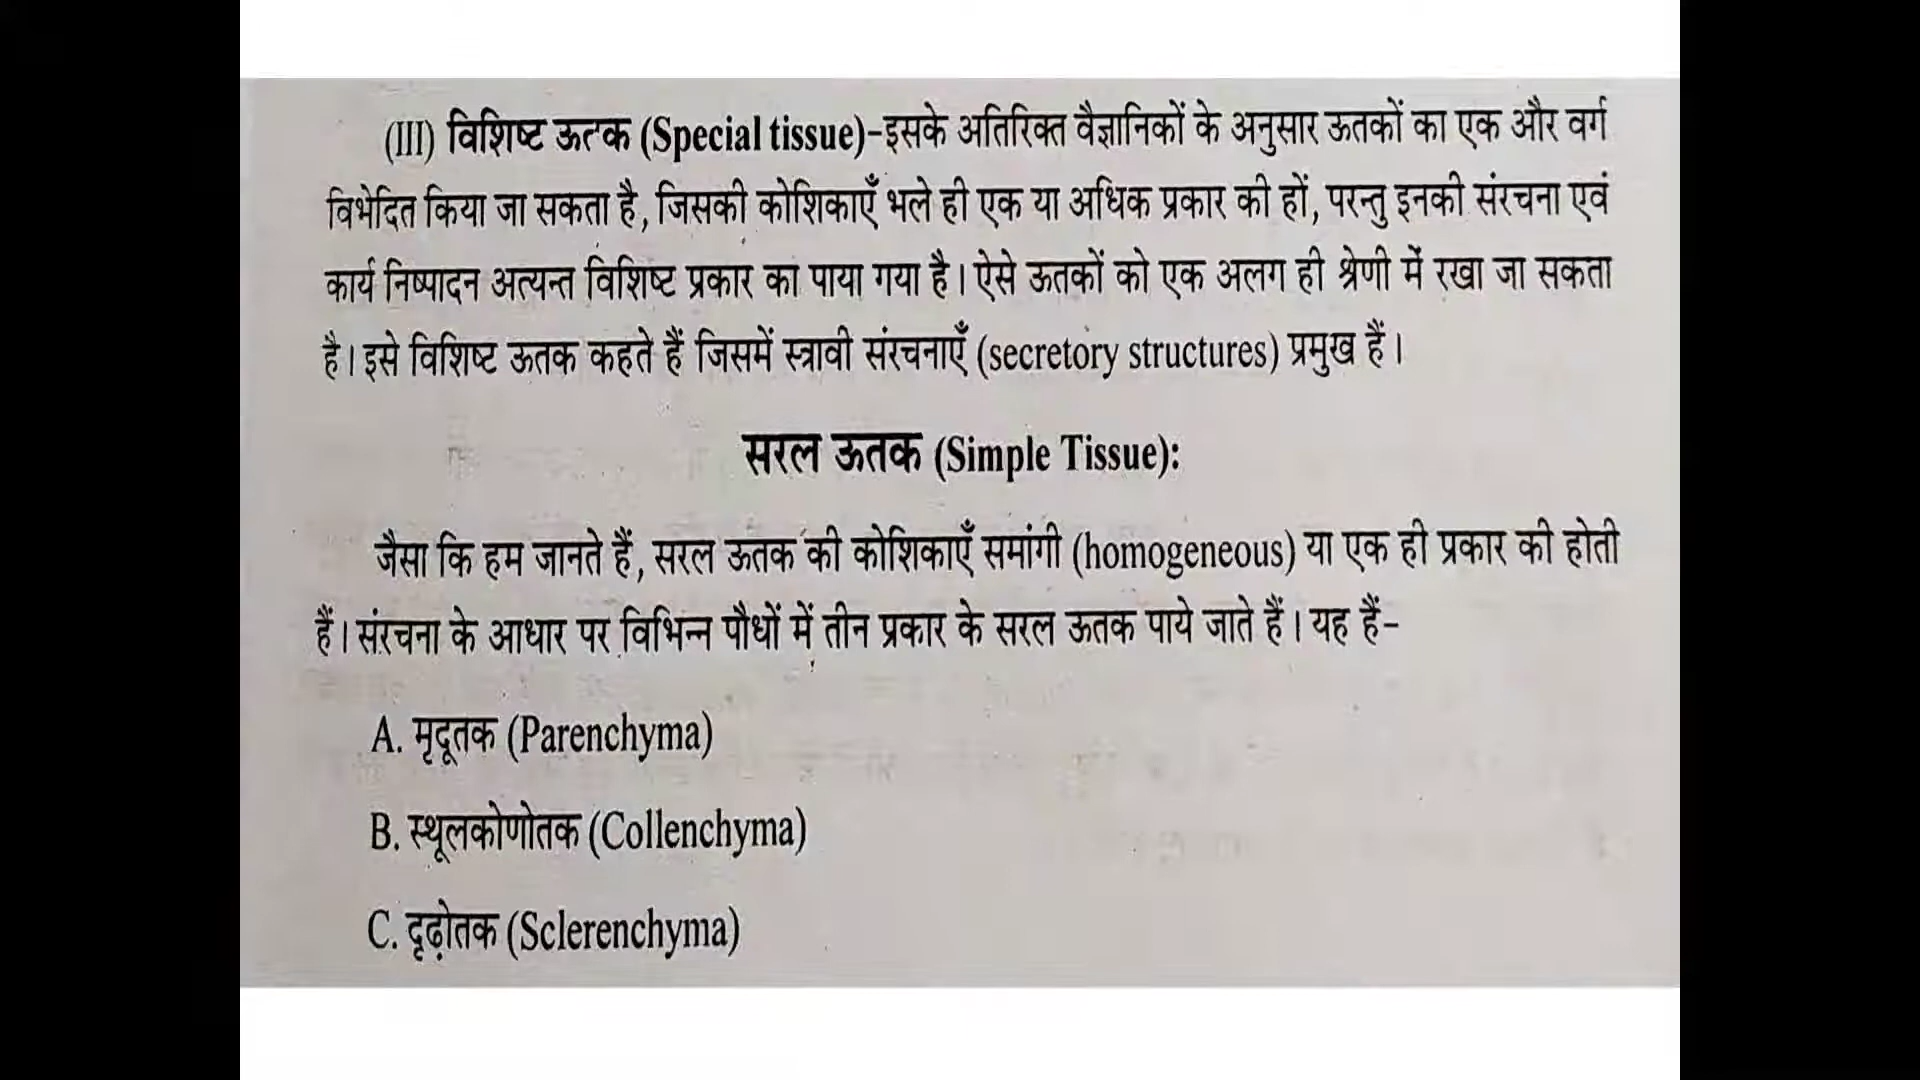 (III) विशिष्ट ऊतक (Special tissue)-इसके अतिरिक्त वैज्ञानिकों के अनुसार ऊतकों का एक और वर्ग
विभेदित किया जा सकता है, जिसकी कोशिकाएँ भले ही एक या अधिक प्रकार की हों, परन्तु इनकी संरचना एवं
कार्य निष्पादन अत्यन्त विशिष्ट प्रकार का पाया गया है। ऐसे ऊतकों को एक अलग ही श्रेणी में रखा जा सकता
है। इसे विशिष्ट ऊतक कहते हैं जिसमें स्त्रावी संरचनाएँ (secretory structures) प्रमुख हैं।
सरल ऊतक (Simple Tissue):
जैसा कि हम जानते हैं, सरल ऊतक की कोशिकाएँ समांगी (homogeneous) या एक ही प्रकार की होती
हैं। संरचना के आधार पर विभिन्न पौधों में तीन प्रकार के सरल ऊतक पाये जाते हैं। यह हैं-
A. मृदूतक (Parenchyma)
B. स्थूलकोणोतक (Collenchyma)
C. दृढ़ोतक (Sclerenchyma)